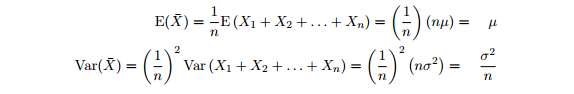 E(X̄) = 1/n E (X₁ + X₂ + … + Xₙ) = (1/n) (nμ) = μ
Var(X̄) = (1/n)² Var (X₁ + X₂ + … + Xₙ) = (1/n)² (nσ²) = σ²/n